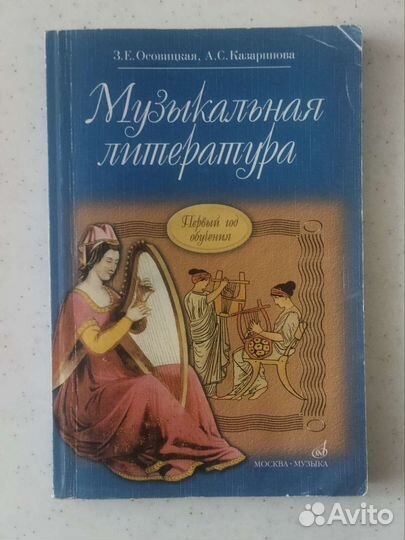 З.Е.Осовицкая, А.С.Казаринова
Музыкальная
литература
Первый год
обучения
МОСКВА • МУЗЫКА
Avito